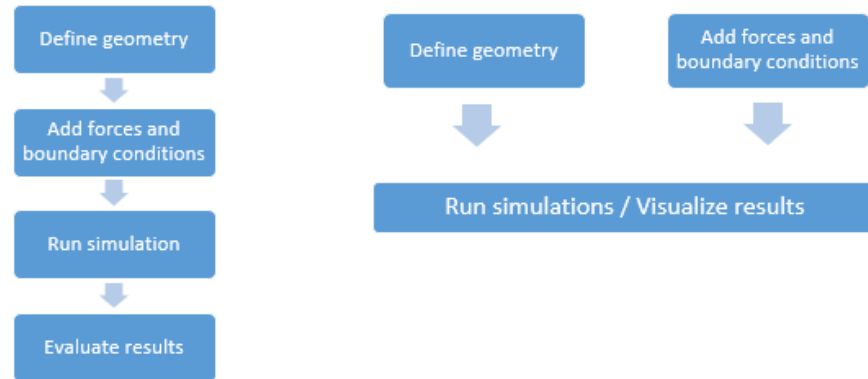 Define geometry
Add forces and
boundary conditions
Run simulation
Evaluate results
Define geometry
Add forces and
boundary conditions
Run simulations / Visualize results